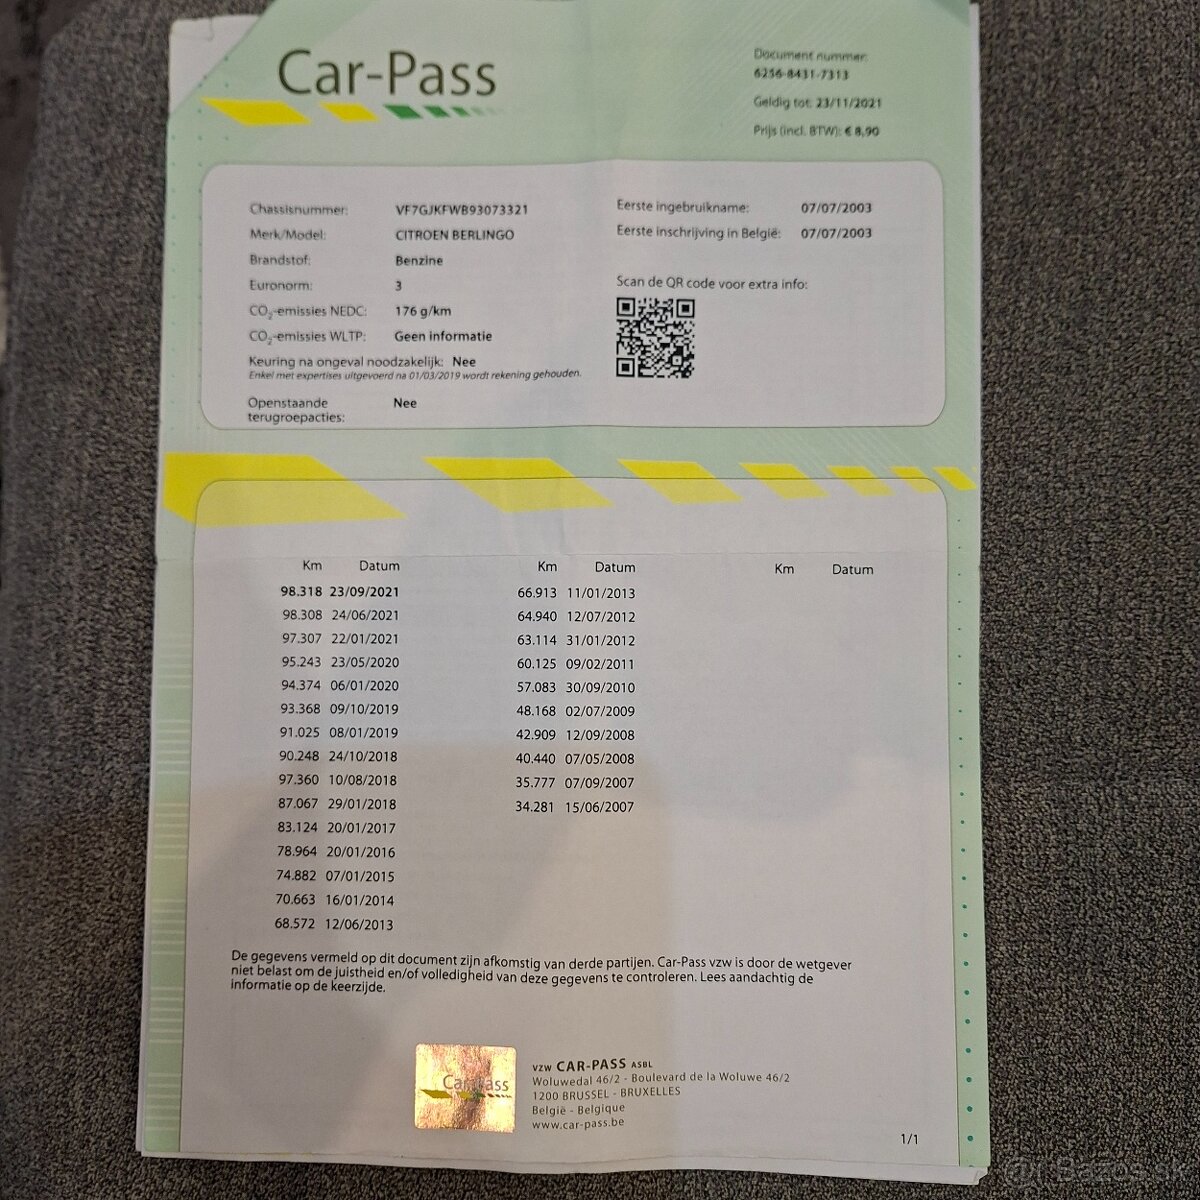 Car-Pass
Document nummer:
6256-8431-7313
Geldig tot: 23/11/2021
Prijs (incl. BTW): € 8,90
Chassisnummer: VF7GJKFWB93073321
Merk/Model: CITROEN BERLINGO
Brandstof: Benzine
Euronorm: 3
CO2-emissies NEDC: 176 g/km
CO2-emissies WLTP: Geen informatie
Keuring na ongeval noodzakelijk: Nee
Enkel met expertises uitgevoerd na 01/03/2019 wordt rekening gehouden.
Openstaande Nee
terugroepacties:
Eerste ingebruikname: 07/07/2003
Eerste inschrijving in België: 07/07/2003
Scan de QR code voor extra info:
Km Datum
98.318 23/09/2021
98.308 24/06/2021
97.307 22/01/2021
95.243 23/05/2020
94.374 06/01/2020
93.368 09/10/2019
91.025 08/01/2019
90.248 24/10/2018
97.360 10/08/2018
87.067 29/01/2018
83.124 20/01/2017
78.964 20/01/2016
74.882 07/01/2015
70.663 16/01/2014
68.572 12/06/2013
Km Datum
66.913 11/01/2013
64.940 12/07/2012
63.114 31/01/2012
60.125 09/02/2011
57.083 30/09/2010
48.168 02/07/2009
42.909 12/09/2008
40.440 07/05/2008
35.777 07/09/2007
34.281 15/06/2007
Km Datum
De gegevens vermeld op dit document zijn afkomstig van derde partijen. Car-Pass vzw is door de wetgever
niet belast om de juistheid en/of volledigheid van deze gegevens te controleren. Lees aandachtig de
informatie op de keerzijde.
Car-Pass
vzw CAR-PASS ASBL
Woluwedal 46/2 - Boulevard de la Woluwe 46/2
1200 BRUSSEL - BRUXELLES
België - Belgique
www.car-pass.be
1/1
Bazos.sk